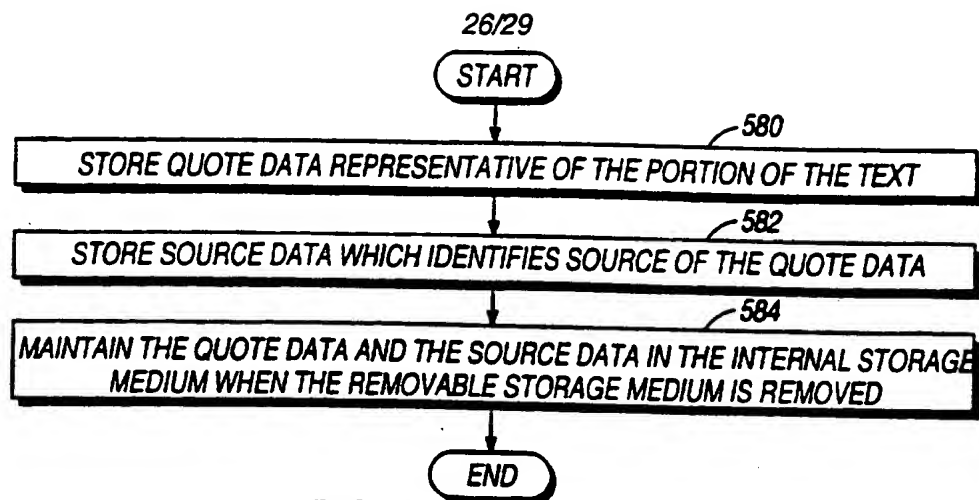 26/29
START
580
STORE QUOTE DATA REPRESENTATIVE OF THE PORTION OF THE TEXT
582
STORE SOURCE DATA WHICH IDENTIFIES SOURCE OF THE QUOTE DATA
584
MAINTAIN THE QUOTE DATA AND THE SOURCE DATA IN THE INTERNAL STORAGE
MEDIUM WHEN THE REMOVABLE STORAGE MEDIUM IS REMOVED
END